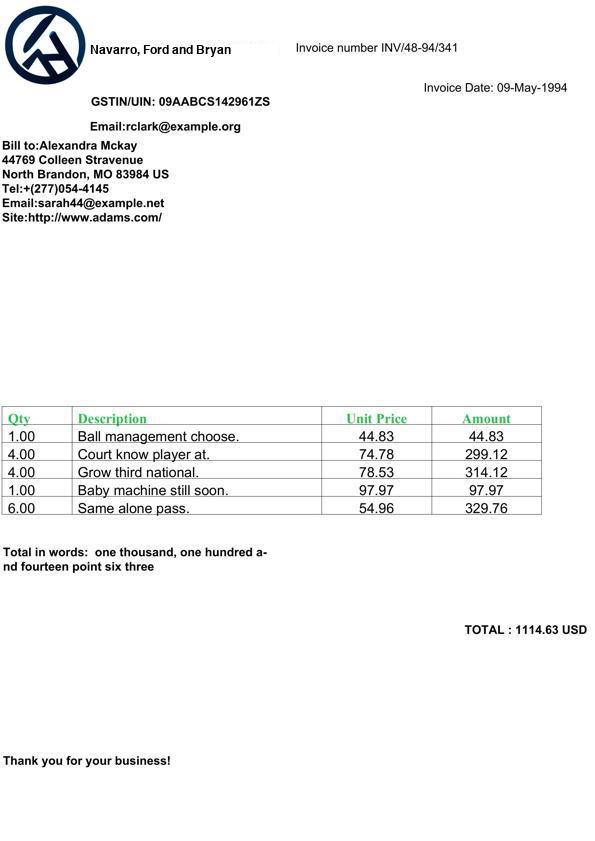 Navarro, Ford and Bryan
Invoice number INV/48-94/341
Invoice Date: 09-May-1994
GSTIN/UIN: 09AABCS142961ZS
Email:rclark@example.org
Bill to:Alexandra Mckay
44769 Colleen Stravenue
North Brandon, MO 83984 US
Tel:+(277)054-4145
Email:sarah44@example.net
Site:http://www.adams.com/
Qty Description Unit Price Amount
1.00 Ball management choose. 44.83 44.83
4.00 Court know player at. 74.78 299.12
4.00 Grow third national. 78.53 314.12
1.00 Baby machine still soon. 97.97 97.97
6.00 Same alone pass. 54.96 329.76
Total in words:  one thousand, one hundred a-
nd fourteen point six three
TOTAL : 1114.63 USD
Thank you for your business!